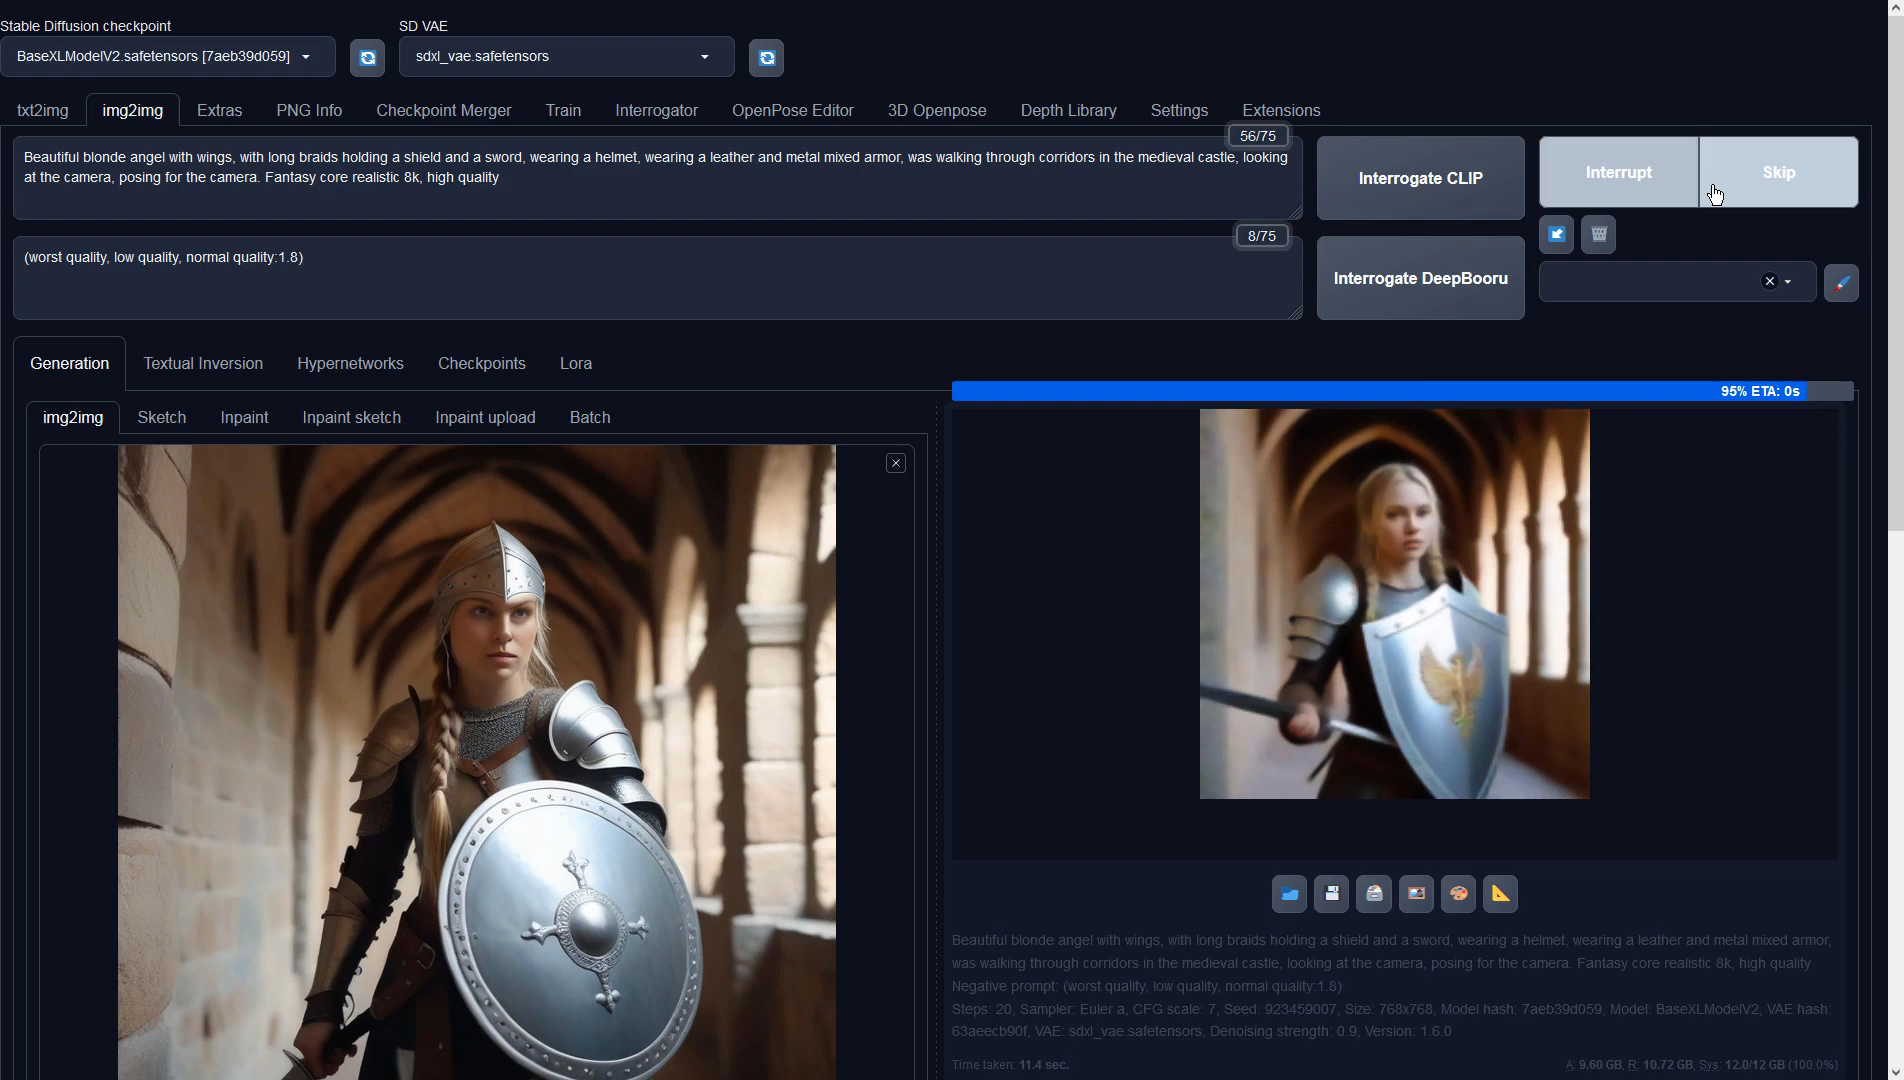 Stable Diffusion checkpoint
SD VAE
BaseXLModelV2.safetensors [7aeb39d059]
sdxl_vae.safetensors
txt2img
img2img
Extras
PNG Info
Checkpoint Merger
Train
Interrogator
OpenPose Editor
3D Openpose
Depth Library
Settings
Extensions
56/75
Beautiful blonde angel with wings, with long braids holding a shield and a sword, wearing a helmet, wearing a leather and metal mixed armor, was walking through corridors in the medieval castle, looking
at the camera, posing for the camera. Fantasy core realistic 8k, high quality
Interrogate CLIP
Interrupt
Skip
8/75
(worst quality, low quality, normal quality:1.8)
Interrogate DeepBooru
Generation
Textual Inversion
Hypernetworks
Checkpoints
Lora
95% ETA: 0s
img2img
Sketch
Inpaint
Inpaint sketch
Inpaint upload
Batch
Beautiful blonde angel with wings, with long braids holding a shield and a sword, wearing a helmet, wearing a leather and metal mixed armor,
was walking through corridors in the medieval castle, looking at the camera, posing for the camera. Fantasy core realistic 8k, high quality
Negative prompt: (worst quality, low quality, normal quality:1.8)
Steps: 20, Sampler: Euler a, CFG scale: 7, Seed: 923459007, Size: 768x768, Model hash: 7aeb39d059, Model: BaseXLModelV2, VAE hash:
63aeecb90f, VAE: sdxl_vae.safetensors, Denoising strength: 0.9, Version: 1.6.0
Time taken: 11.4 sec.
A: 9.60 GB, R: 10.72 GB, Sys: 12.0/12 GB (100.0%)